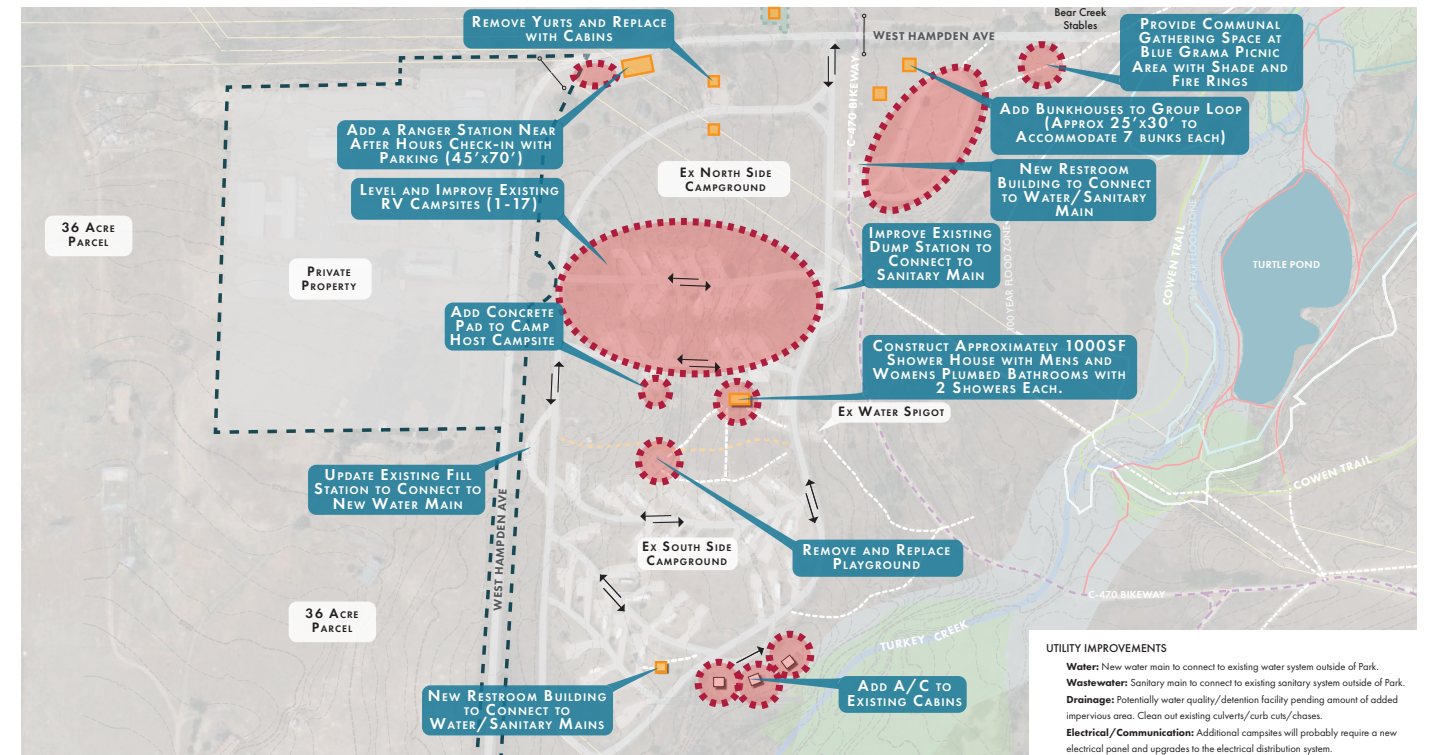 REMOVE YURTS AND REPLACE
WITH CABINS
Bear Creek
Stables
WEST HAMPDEN AVE
PROVIDE COMMUNAL
GATHERING SPACE AT
BLUE GRAMA PICNIC
AREA WITH SHADE AND
FIRE RINGS
C-470 BIKEWAY
ADD BUNKHOUSES TO GROUP LOOP
(APPROX 25'X30' TO
ACCOMMODATE 7 BUNKS EACH)
ADD A RANGER STATION NEAR
AFTER HOURS CHECK-IN WITH
PARKING (45'X70')
EX NORTH SIDE
CAMPGROUND
NEW RESTROOM
BUILDING TO CONNECT
TO WATER/SANITARY
MAIN
LEVEL AND IMPROVE EXISTING
RV CAMPSITES (1-17)
36 ACRE
PARCEL
PRIVATE
PROPERTY
IMPROVE EXISTING
DUMP STATION TO
CONNECT TO
SANITARY MAIN
100 YEAR FLOOD ZONE
COWEN TRAIL
TURTLE POND
ADD CONCRETE
PAD TO CAMP
HOST CAMPSITE
CONSTRUCT APPROXIMATELY 1000SF
SHOWER HOUSE WITH MENS AND
WOMENS PLUMBED BATHROOMS WITH
2 SHOWERS EACH.
EX WATER SPIGOT
UPDATE EXISTING FILL
STATION TO CONNECT TO
NEW WATER MAIN
WEST HAMPDEN AVE
COWEN TRAIL
EX SOUTH SIDE
CAMPGROUND
REMOVE AND REPLACE
PLAYGROUND
C-470 BIKEWAY
36 ACRE
PARCEL
TURKEY CREEK
NEW RESTROOM BUILDING
TO CONNECT TO
WATER/SANITARY MAINS
ADD A/C TO
EXISTING CABINS
UTILITY IMPROVEMENTS
Water: New water main to connect to existing water system outside of Park.
Wastewater: Sanitary main to connect to existing sanitary system outside of Park.
Drainage: Potentially water quality/detention facility pending amount of added
impervious area. Clean out existing culverts/curb cuts/chases.
Electrical/Communication: Additional campsites will probably require a new
electrical panel and upgrades to the electrical distribution system.